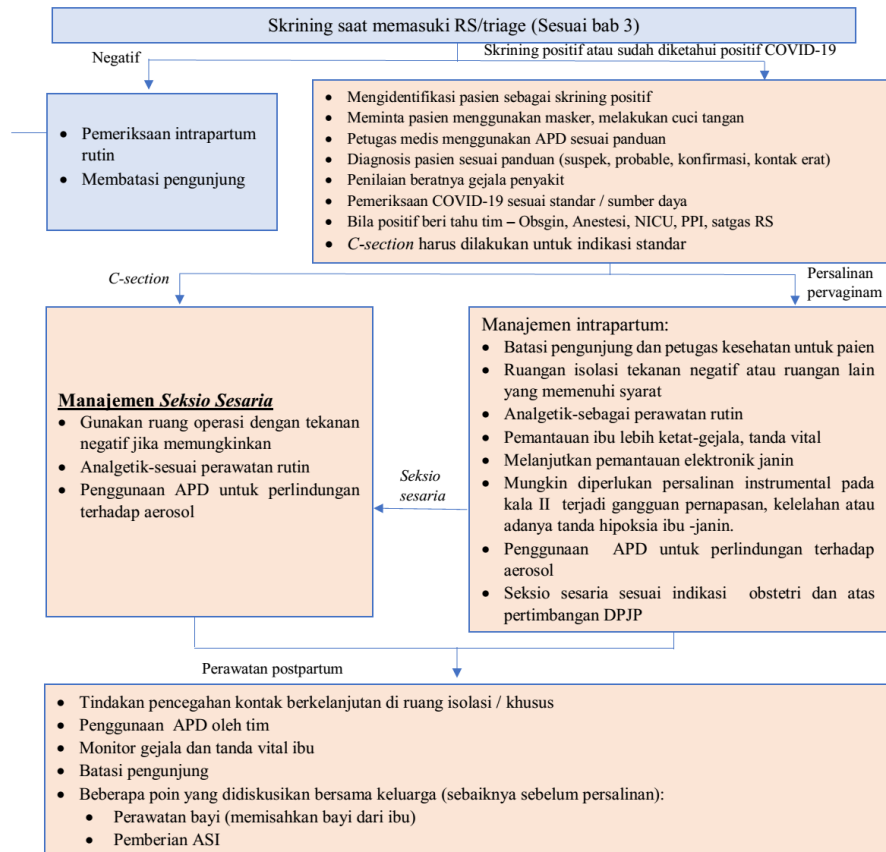 Skrining saat memasuki RS/triage (Sesuai bab 3)
Negatif
Skrining positif atau sudah diketahui positif COVID-19
• Pemeriksaan intrapartum
rutin
• Membatasi pengunjung
• Mengidentifikasi pasien sebagai skrining positif
• Meminta pasien menggunakan masker, melakukan cuci tangan
• Petugas medis menggunakan APD sesuai panduan
• Diagnosis pasien sesuai panduan (suspek, probable, konfirmasi, kontak erat)
• Penilaian beratnya gejala penyakit
• Pemeriksaan COVID-19 sesuai standar / sumber daya
• Bila positif beri tahu tim – Obsgin, Anestesi, NICU, PPI, satgas RS
• C-section harus dilakukan untuk indikasi standar
C-section
Persalinan
pervaginam
Manajemen Seksio Sesaria
• Gunakan ruang operasi dengan tekanan
negatif jika memungkinkan
• Analgetik-sesuai perawatan rutin
• Penggunaan APD untuk perlindungan
terhadap aerosol
Seksio
sesaria
Manajemen intrapartum:
• Batasi pengunjung dan petugas kesehatan untuk paien
• Ruangan isolasi tekanan negatif atau ruangan lain
yang memenuhi syarat
• Analgetik-sebagai perawatan rutin
• Pemantauan ibu lebih ketat-gejala, tanda vital
• Melanjutkan pemantauan elektronik janin
• Mungkin diperlukan persalinan instrumental pada
kala II terjadi gangguan pernapasan, kelelahan atau
adanya tanda hipoksia ibu -janin.
• Penggunaan APD untuk perlindungan terhadap
aerosol
• Seksio sesaria sesuai indikasi obstetri dan atas
pertimbangan DPJP
Perawatan postpartum
• Tindakan pencegahan kontak berkelanjutan di ruang isolasi / khusus
• Penggunaan APD oleh tim
• Monitor gejala dan tanda vital ibu
• Batasi pengunjung
• Beberapa poin yang didiskusikan bersama keluarga (sebaiknya sebelum persalinan):
• Perawatan bayi (memisahkan bayi dari ibu)
• Pemberian ASI